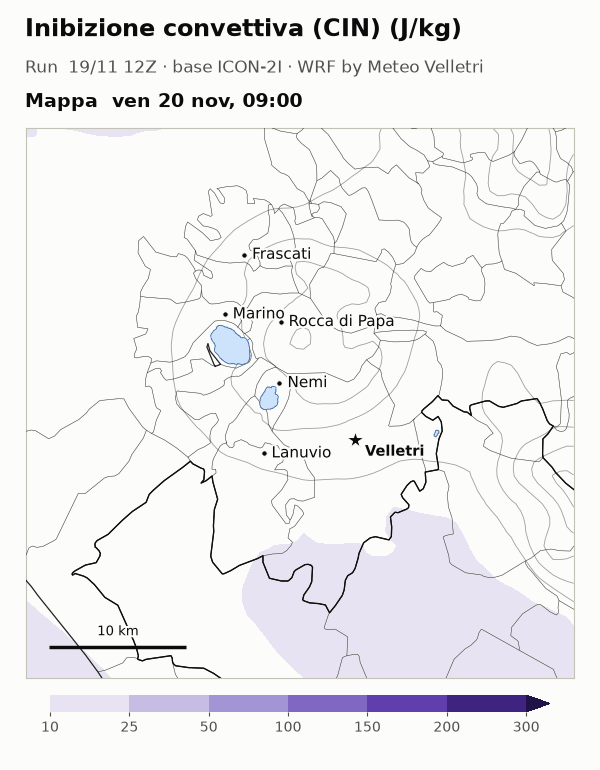 Inibizione convettiva (CIN) (J/kg)
Run  19/11 12Z · base ICON-2I · WRF by Meteo Velletri
Mappa  ven 20 nov, 09:00
Frascati
Marino
Rocca di Papa
Nemi
Velletri
Lanuvio
10 km
10 25 50 100 150 200 300